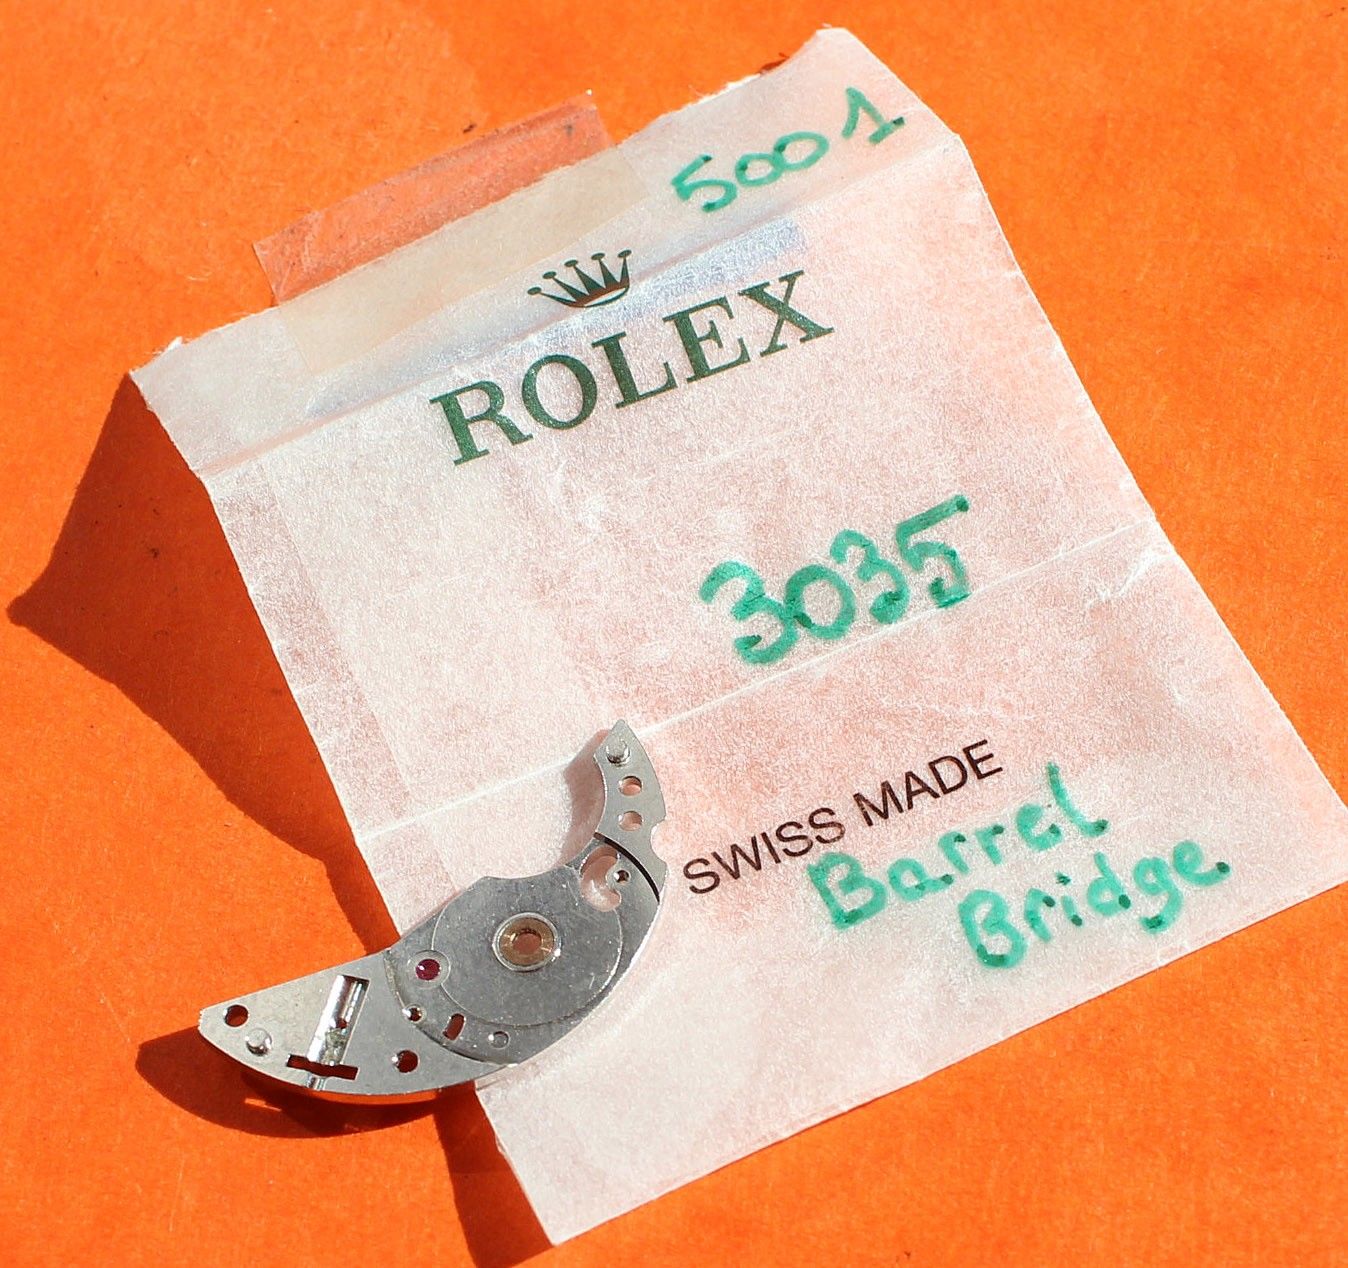 5001
ROLEX
3035
SWISS MADE
Barrel
Bridge.